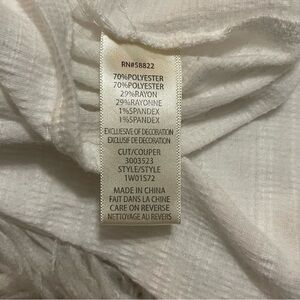 RN#58822
70%POLYESTER
70%POLYESTER
29%RAYON
29%RAYONNE
1%SPANDEX
1%SPANDEX
EXCLUSIVE OF DECORATION
EXCLUSIF DE DECORATION
CUT/COUPER
3003523
STYLE/STYLE
1W01S72
MADE IN CHINA
FAIT DANS LA CHINE
CARE ON REVERSE
NETTOYAGE AU REVERS